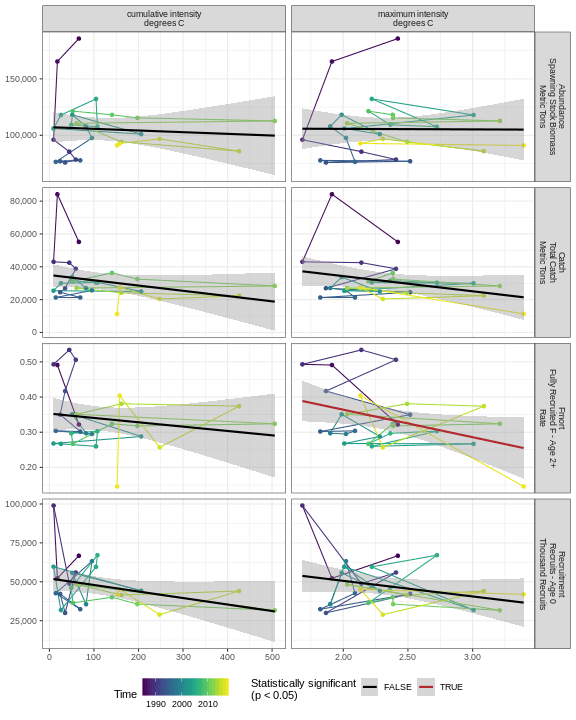 cumulative intensity
degrees C
maximum intensity
degrees C
150,000
100,000
Abundance
Spawning Stock Biomass
Metric Tons
80,000
60,000
40,000
20,000
0
Catch
Total Catch
Metric Tons
0.50
0.40
0.30
0.20
Fmort
Fully Recruited F - Age 2+
Rate
100,000
75,000
50,000
25,000
Recruitment
Recruits - Age 0
Thousand Recruits
0 100 200 300 400 500
2.00 2.50 3.00
Time
1990 2000 2010
Statistically significant
(p < 0.05)
FALSE
TRUE